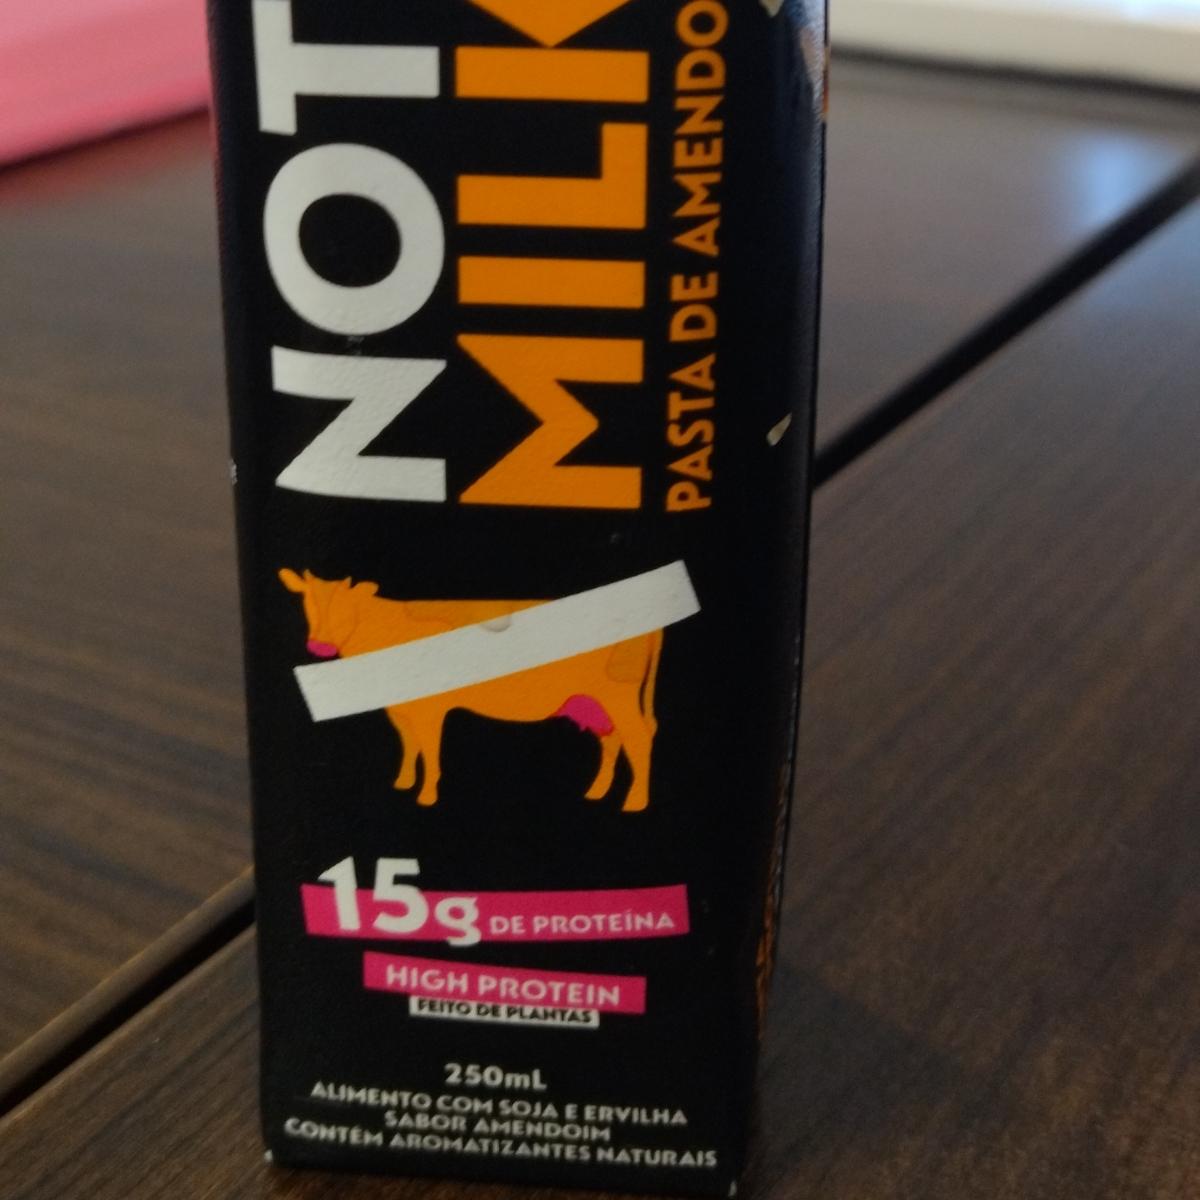 NOT
MILK
PASTA DE AMENDO
15g DE PROTEÍNA
HIGH PROTEIN
FEITO DE PLANTAS
250mL
ALIMENTO COM SOJA E ERVILHA
SABOR AMENDOIM
CONTÉM AROMATIZANTES NATURAIS